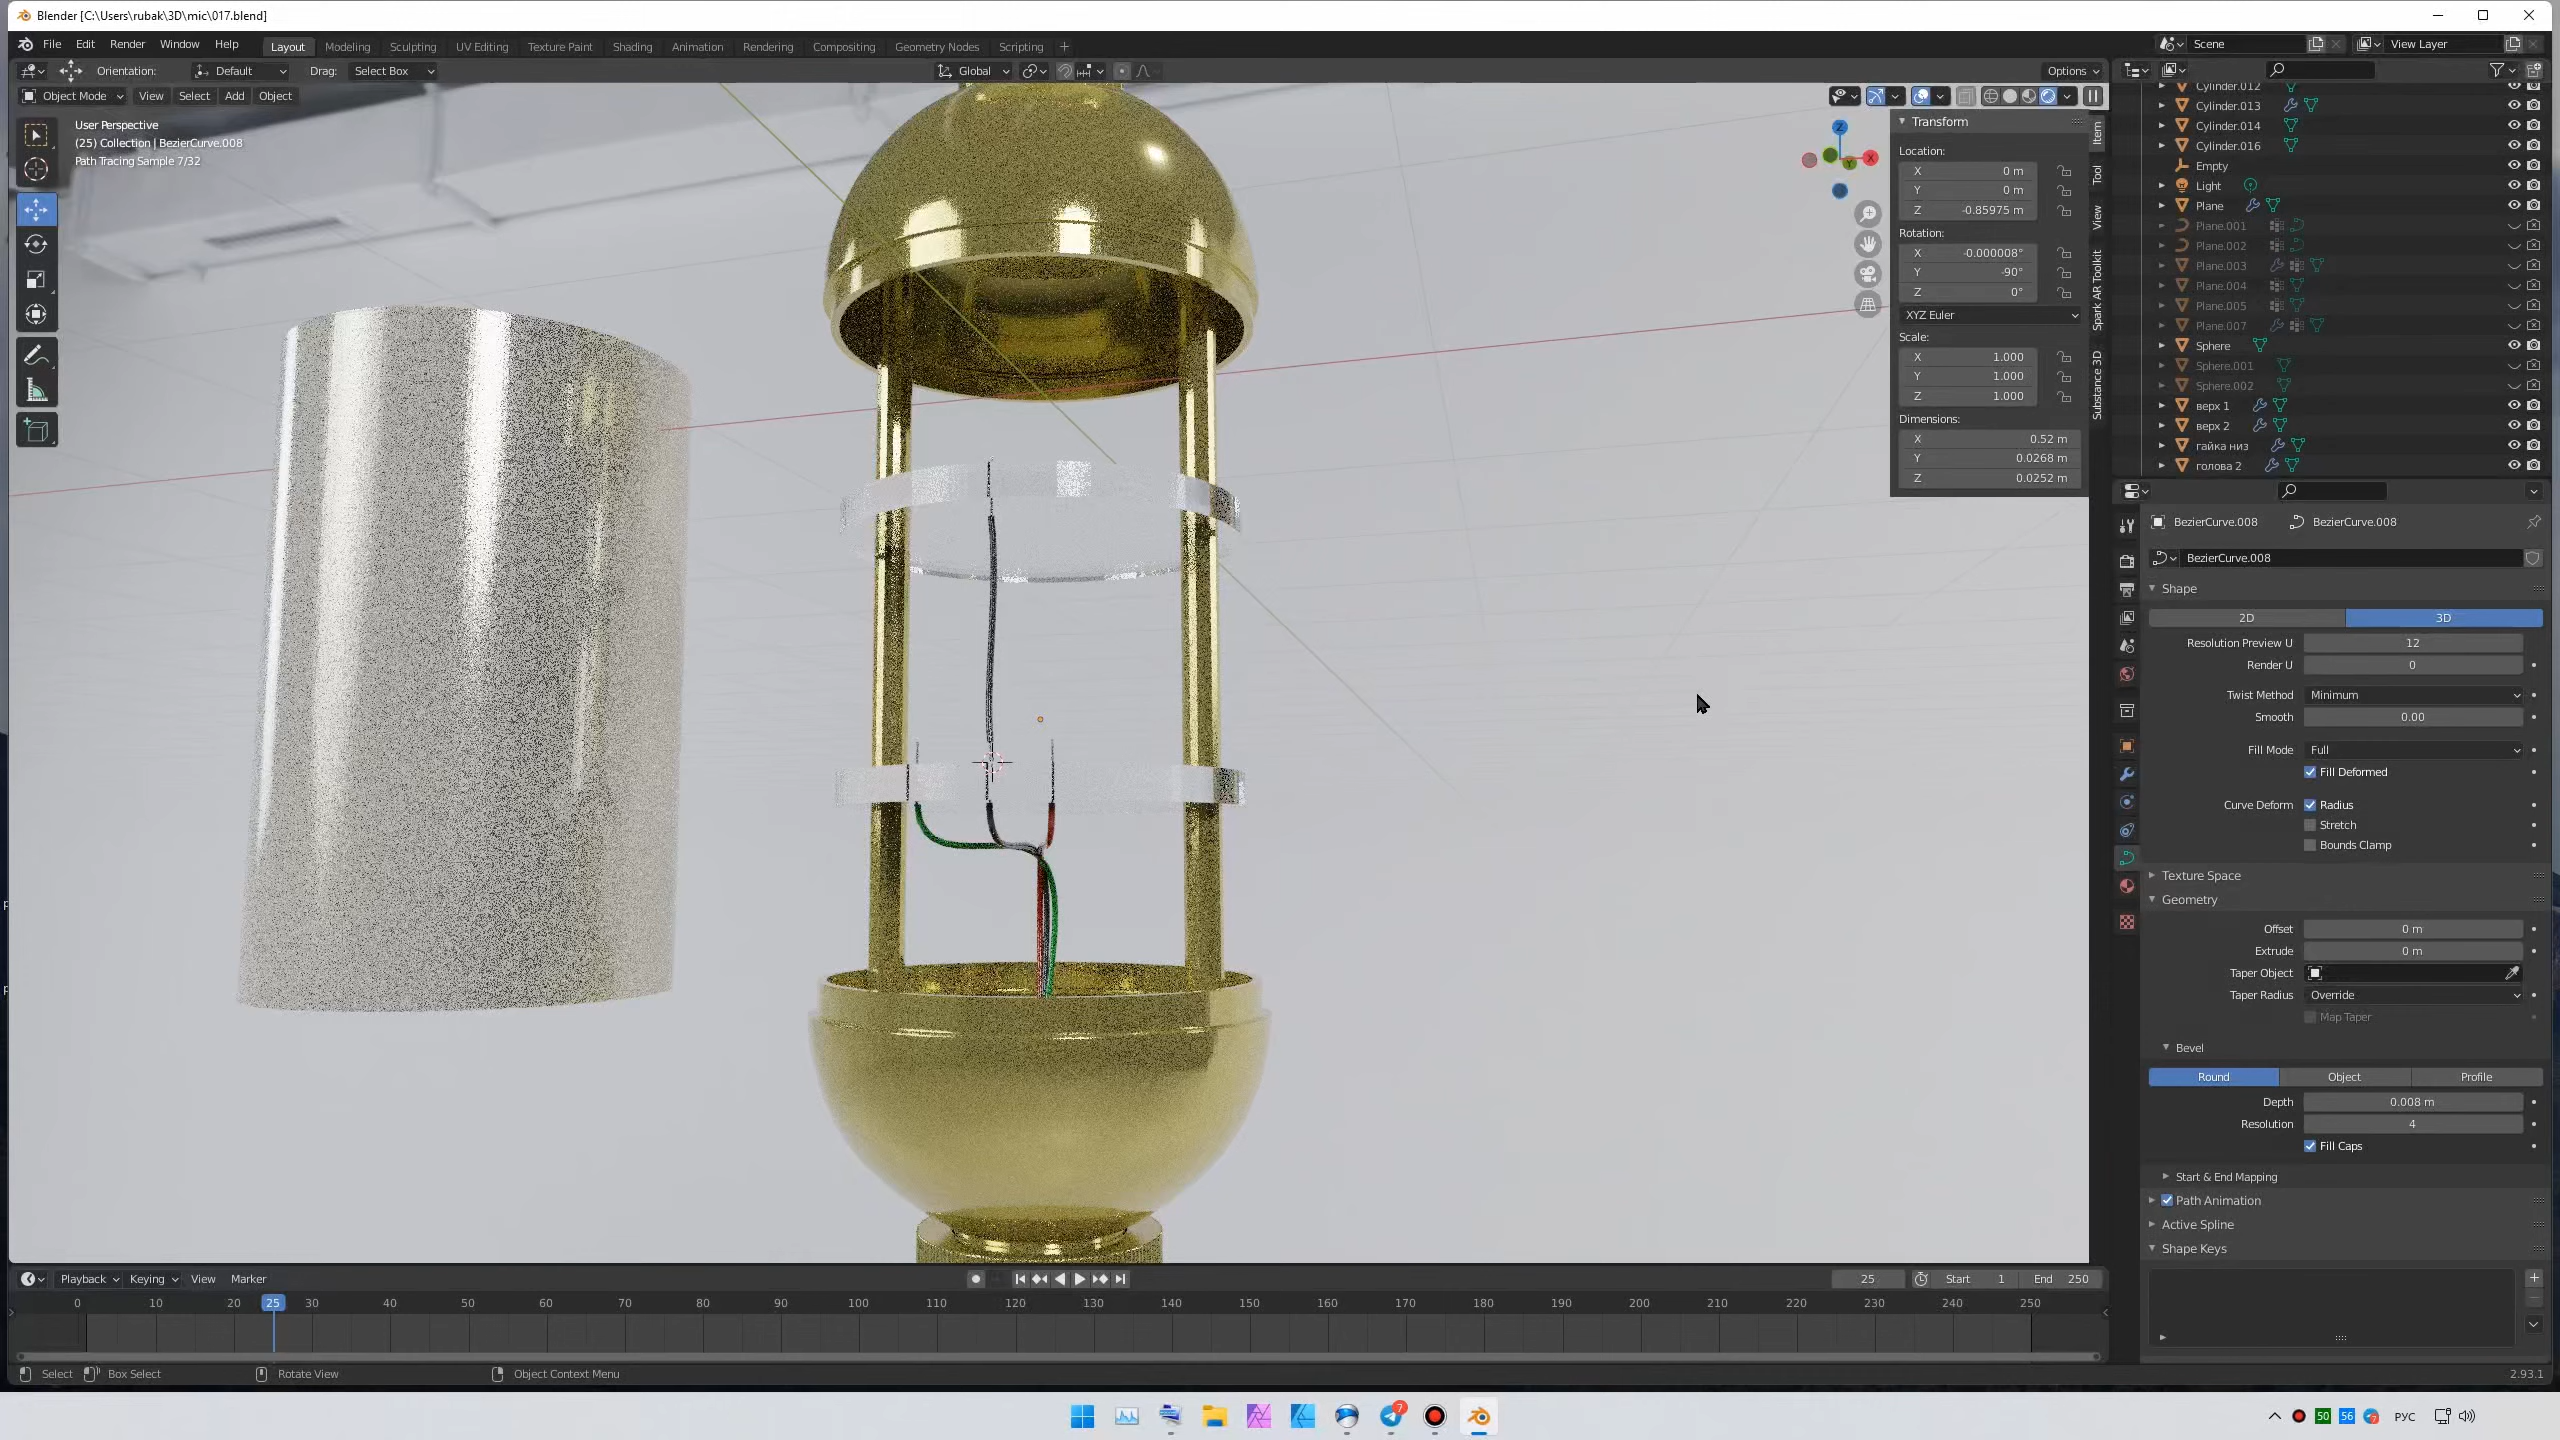 Blender [C:\Users\rubak\3D\mic\017.blend]
File Edit Render Window Help
Layout Modeling Sculpting UV Editing Texture Paint Shading Animation Rendering Compositing Geometry Nodes Scripting +
Scene
View Layer
Orientation: Default Drag: Select Box
Global
Options
Object Mode View Select Add Object
User Perspective
(25) Collection | BezierCurve.008
Path Tracing Sample 7/32
Z
X
Y
Transform
Location:
X 0 m
Y 0 m
Z -0.85975 m
Rotation:
X -0.000008°
Y -90°
Z 0°
XYZ Euler
Scale:
X 1.000
Y 1.000
Z 1.000
Dimensions:
X 0.52 m
Y 0.0268 m
Z 0.0252 m
Item
Tool
View
Spark AR Toolkit
Substance 3D
Cylinder.012
Cylinder.013
Cylinder.014
Cylinder.016
Empty
Light
Plane
Plane.001
Plane.002
Plane.003
Plane.004
Plane.005
Plane.007
Sphere
Sphere.001
Sphere.002
верх 1
верх 2
гайка низ
голова 2
BezierCurve.008 BezierCurve.008
BezierCurve.008
Shape
2D 3D
Resolution Preview U 12
Render U 0
Twist Method Minimum
Smooth 0.00
Fill Mode Full
Fill Deformed
Curve Deform Radius
Stretch
Bounds Clamp
Texture Space
Geometry
Offset 0 m
Extrude 0 m
Taper Object
Taper Radius Override
Map Taper
Bevel
Round Object Profile
Depth 0.008 m
Resolution 4
Fill Caps
Start & End Mapping
Path Animation
Active Spline
Shape Keys
Playback Keying View Marker
25 Start 1 End 250
0 10 20 25 30 40 50 60 70 80 90 100 110 120 130 140 150 160 170 180 190 200 210 220 230 240 250
Select Box Select Rotate View Object Context Menu
2.93.1
7
50 56 РУС